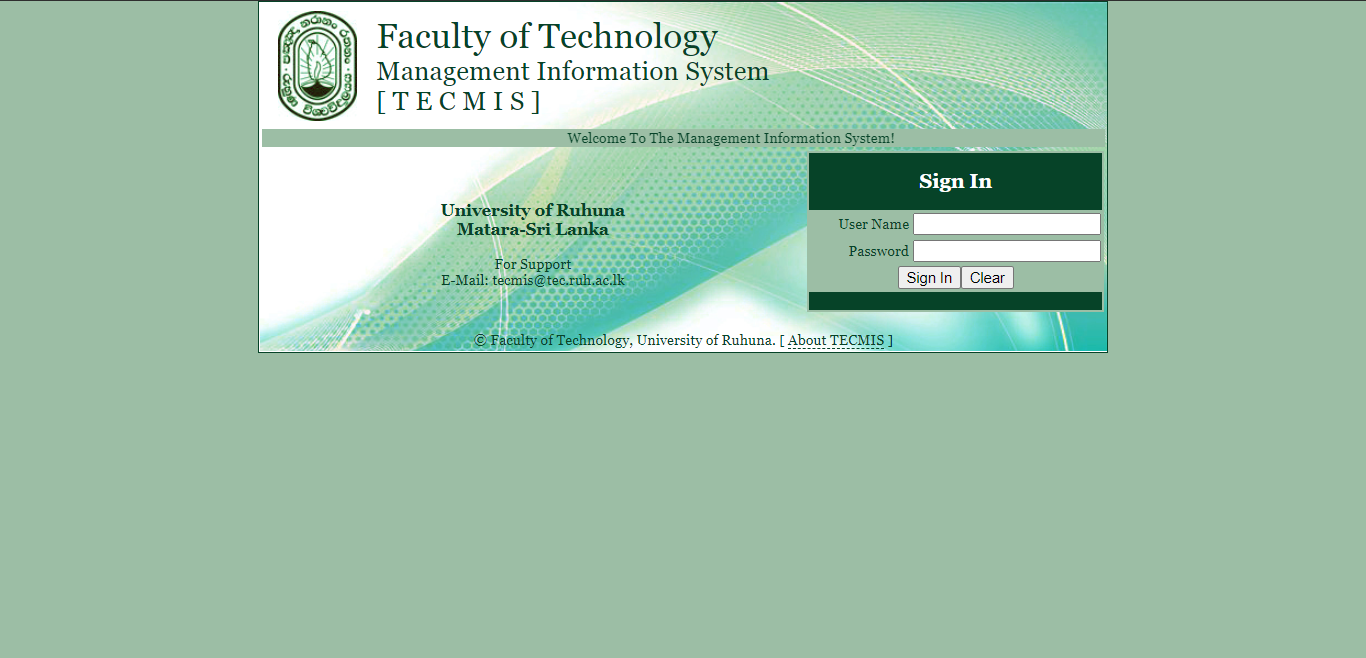 Faculty of Technology
Management Information System
[ T E C M I S ]
Welcome To The Management Information System!
University of Ruhuna
Matara-Sri Lanka
For Support
E-Mail: tecmis@tec.ruh.ac.lk
Sign In
User Name
Password
Sign In Clear
© Faculty of Technology, University of Ruhuna. [ About TECMIS ]